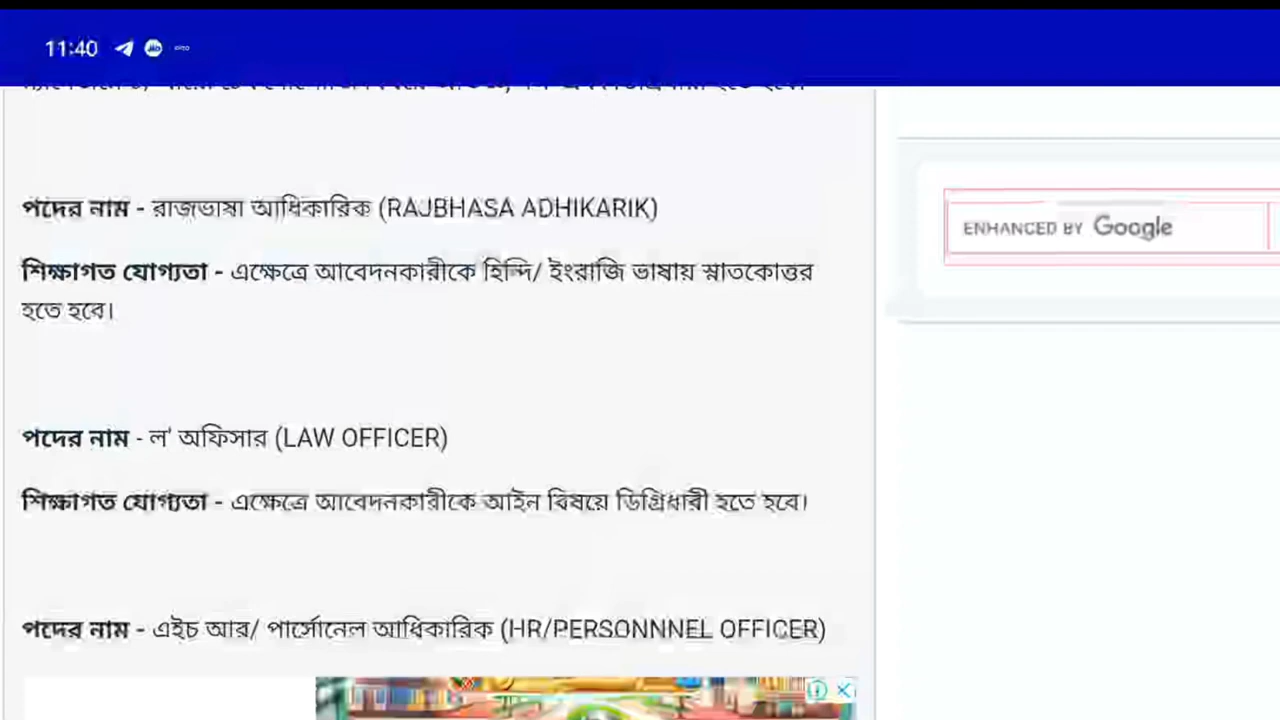 11:40
পদের নাম - রাজভাষা আধিকারিক (RAJBHASA ADHIKARIK)
শিক্ষাগত যোগ্যতা - এক্ষেত্রে আবেদনকারীকে হিন্দি/ ইংরাজি ভাষায় স্নাতকোত্তর
হতে হবে।
পদের নাম - ল' অফিসার (LAW OFFICER)
শিক্ষাগত যোগ্যতা - এক্ষেত্রে আবেদনকারীকে আইন বিষয়ে ডিগ্রিধারী হতে হবে।
পদের নাম - এইচ আর/ পার্সোনেল আধিকারিক (HR/PERSONNNEL OFFICER)
ENHANCED BY Google